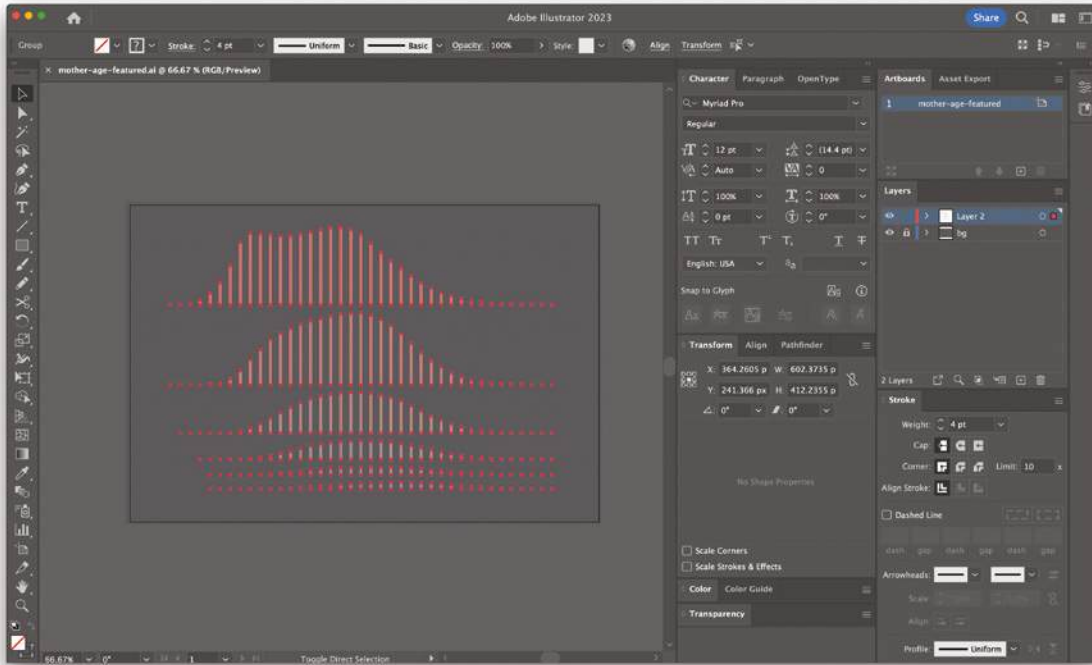 Adobe Illustrator 2023
Share
Group
Stroke: 4 pt
Uniform
Basic
Opacity: 100%
Style:
Align
Transform
× mother-age-featured.ai @ 66.67 % (RGB/Preview)
Character Paragraph OpenType
Myriad Pro
Regular
12 pt (14.4 pt)
Auto 0
100% 100%
0 pt 0°
English: USA
Snap to Glyph
Transform Align Pathfinder
X: 364.2605 p W: 602.3735 p
Y: 241.366 px H: 412.2355 p
0° 0°
No Shape Properties
Scale Corners
Scale Strokes & Effects
Color Color Guide
Transparency
Artboards Asset Export
1 mother-age-featured
Layers
Layer 2
bg
2 Layers
Stroke
Weight: 4 pt
Cap:
Corner: Limit: 10 x
Align Stroke:
Dashed Line
dash gap dash gap dash gap
Arrowheads:
Scale:
Align:
Profile: Uniform
66.67% 0° 1 Toggle Direct Selection